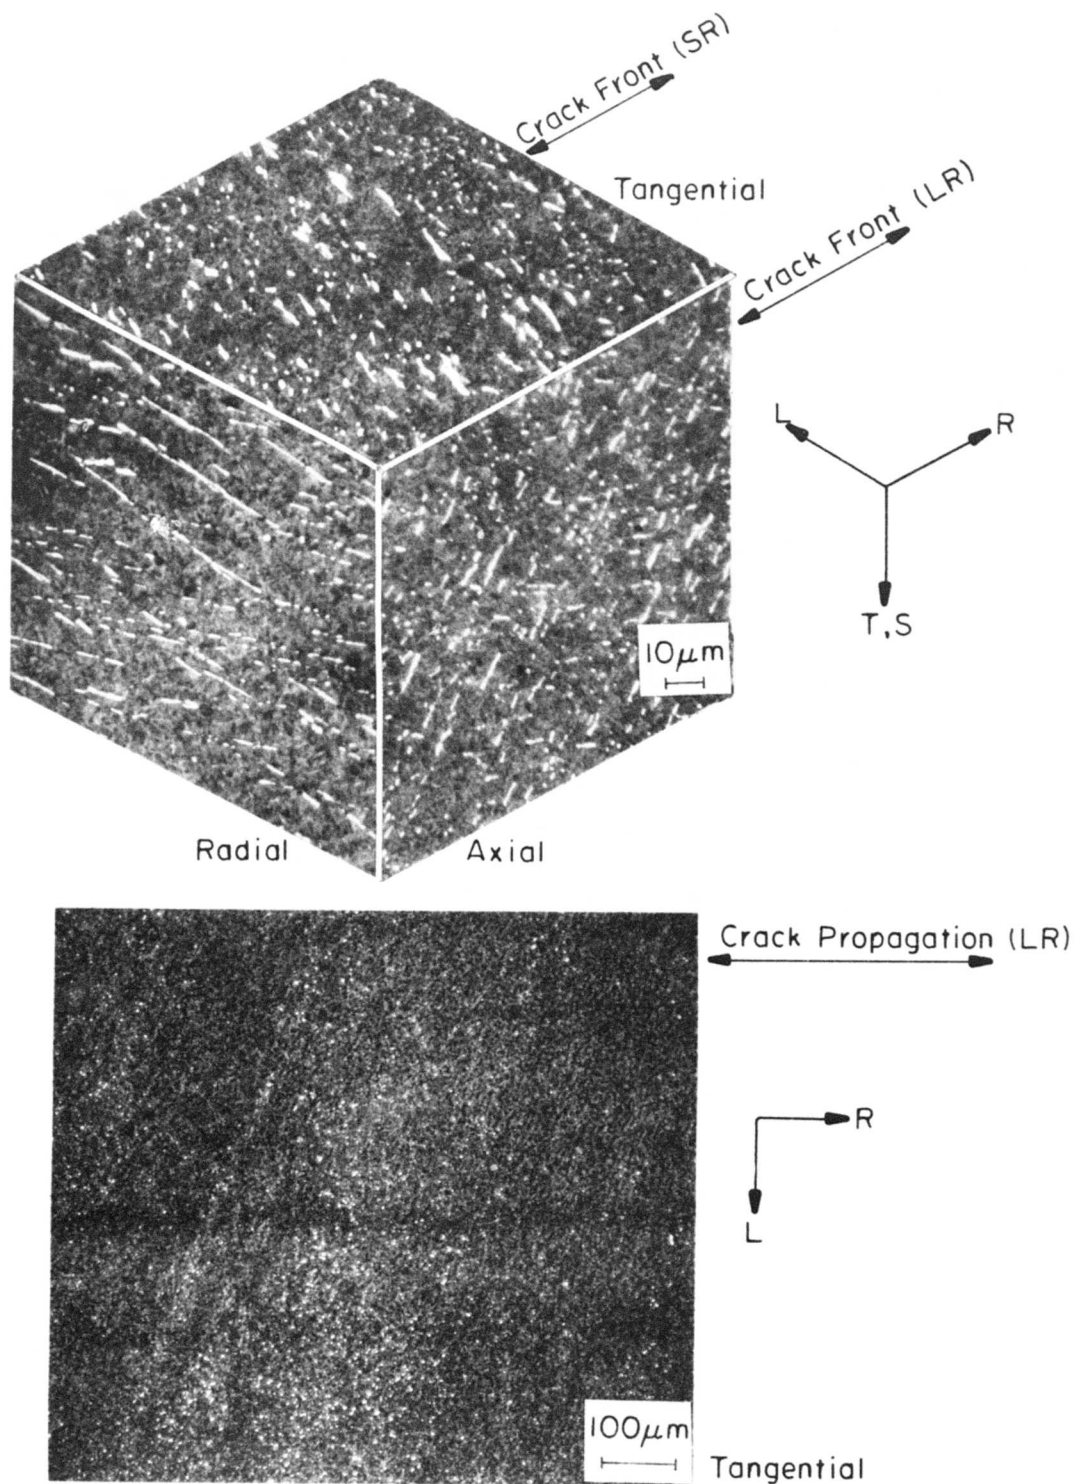 Crack Front (SR)
Tangential
Crack Front (LR)
L
R
T,S
10μm
Radial
Axial
Crack Propagation (LR)
R
L
100μm
Tangential